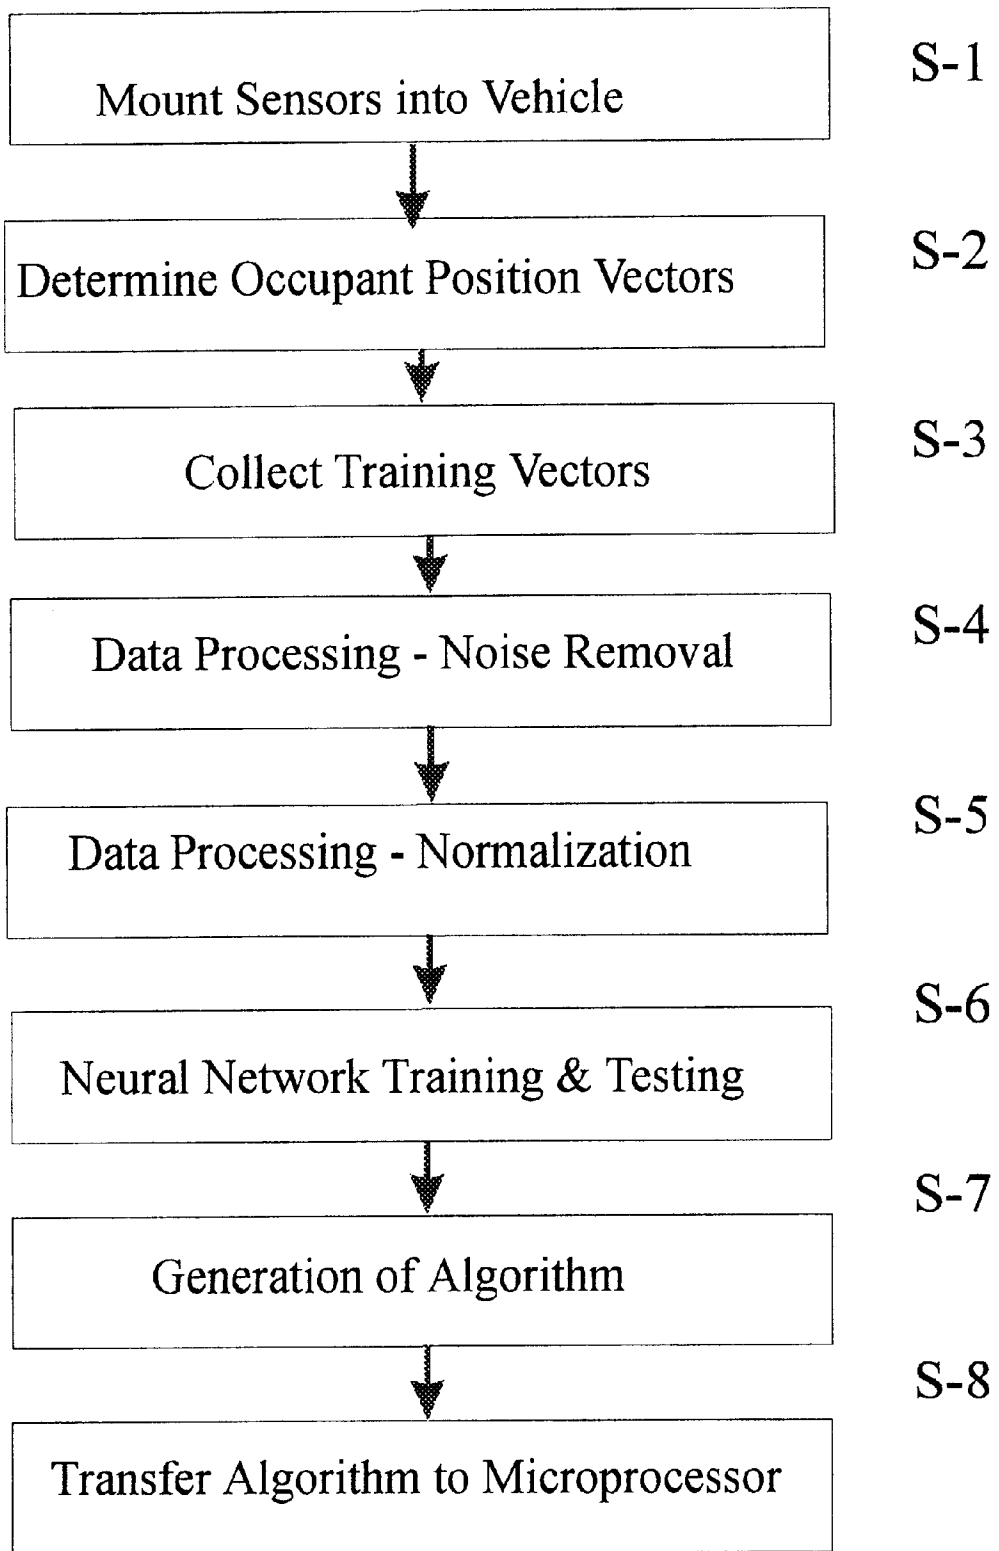 Mount Sensors into Vehicle
S-1
Determine Occupant Position Vectors
S-2
Collect Training Vectors
S-3
Data Processing - Noise Removal
S-4
Data Processing - Normalization
S-5
Neural Network Training & Testing
S-6
Generation of Algorithm
S-7
Transfer Algorithm to Microprocessor
S-8